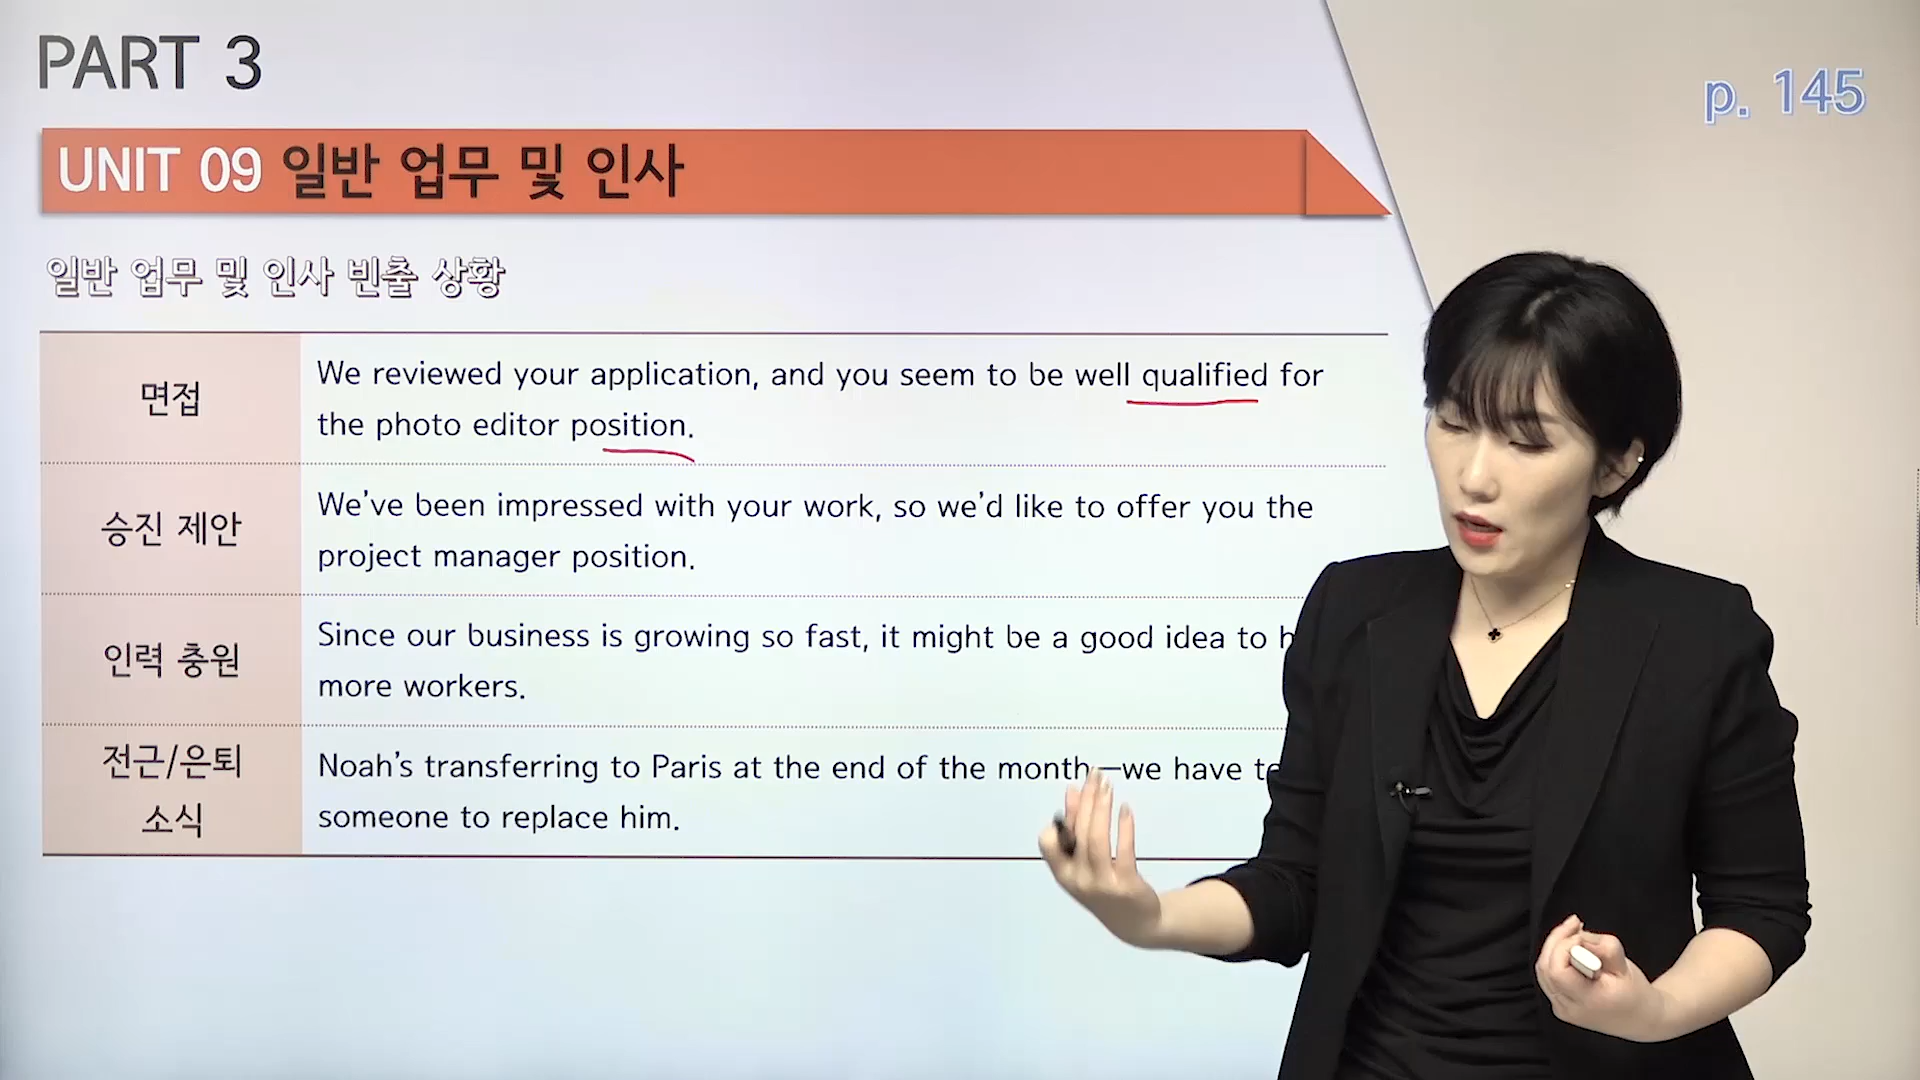 PART 3
p. 145
UNIT 09 일반 업무 및 인사
일반 업무 및 인사 빈출 상황
면접
We reviewed your application, and you seem to be well qualified for
the photo editor position.
승진 제안
We've been impressed with your work, so we'd like to offer you the
project manager position.
인력 충원
Since our business is growing so fast, it might be a good idea to
more workers.
전근/은퇴
소식
Noah's transferring to Paris at the end of the month—we have
someone to replace him.